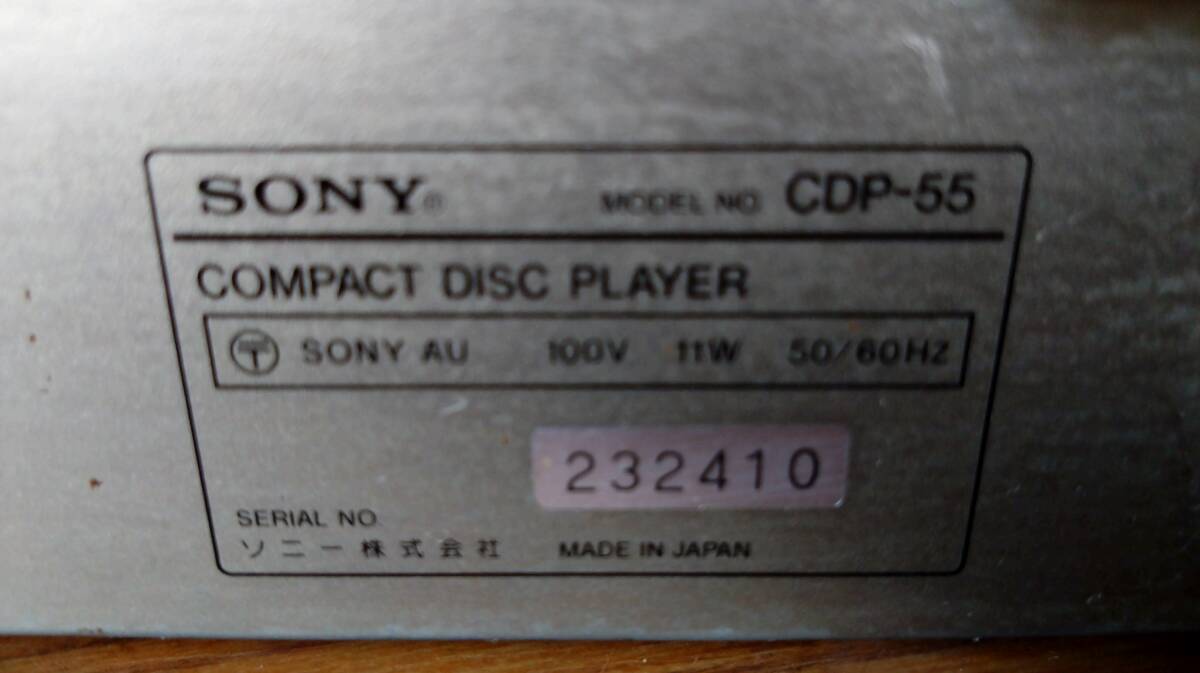 SONY® MODEL NO. CDP-55
COMPACT DISC PLAYER
〒 SONY AU 100V 11W 50/60HZ
232410
SERIAL NO.
ソニー株式会社 MADE IN JAPAN